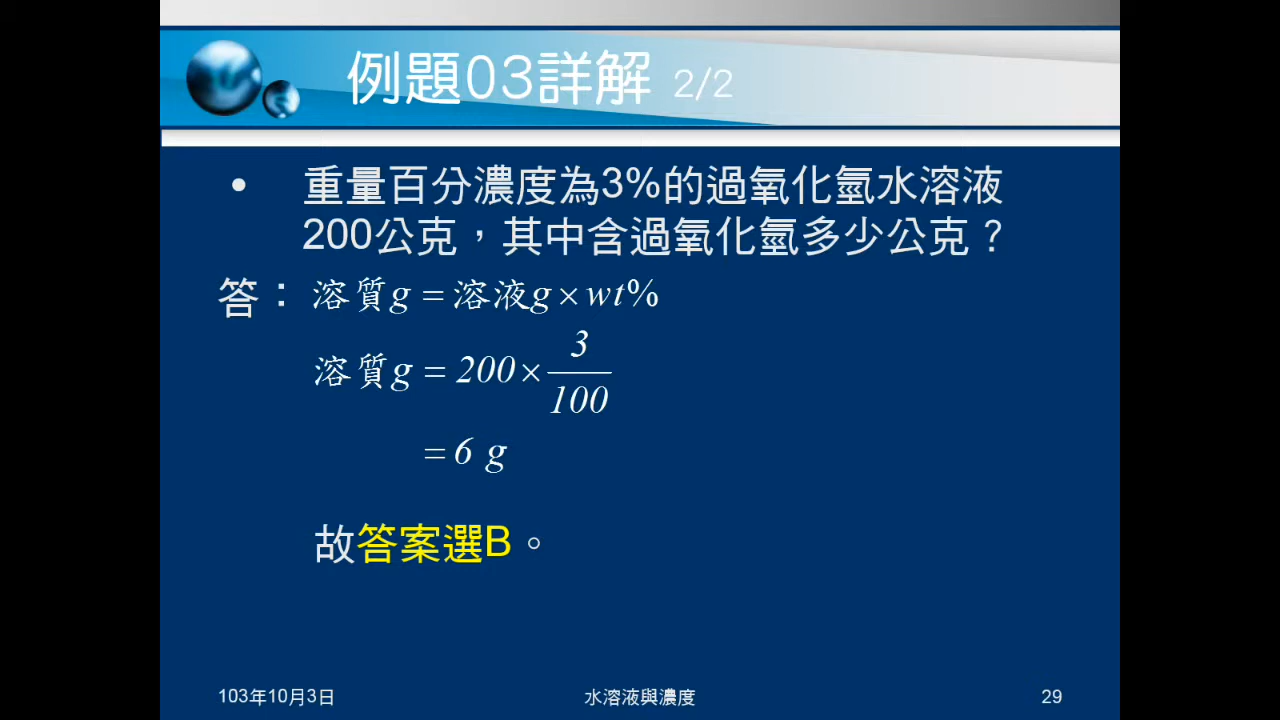 例題03詳解 2/2
• 重量百分濃度為3%的過氧化氫水溶液
200公克，其中含過氧化氫多少公克？
答：溶質g = 溶液g × wt%
溶質g = 200 × 3/100
= 6 g
故答案選B。
103年10月3日 水溶液與濃度 29